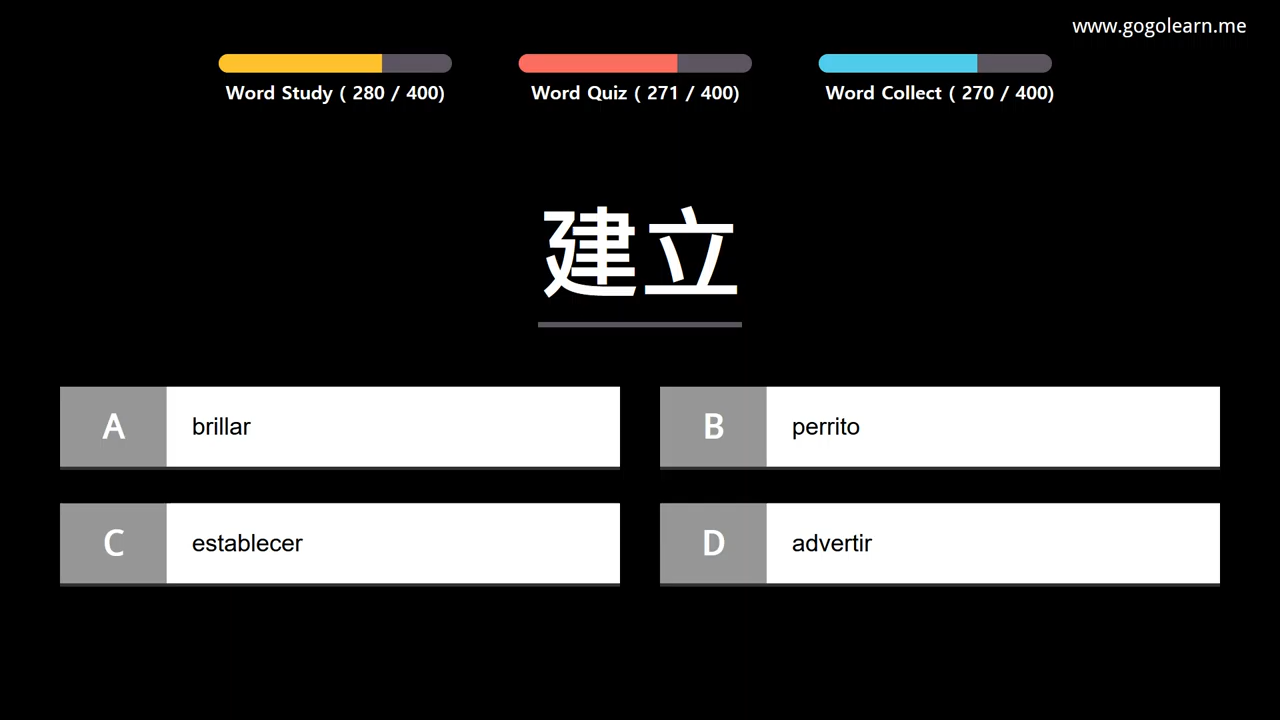 www.gogolearn.me
Word Study ( 280 / 400)
Word Quiz ( 271 / 400)
Word Collect ( 270 / 400)
建立
A brillar
B perrito
C establecer
D advertir